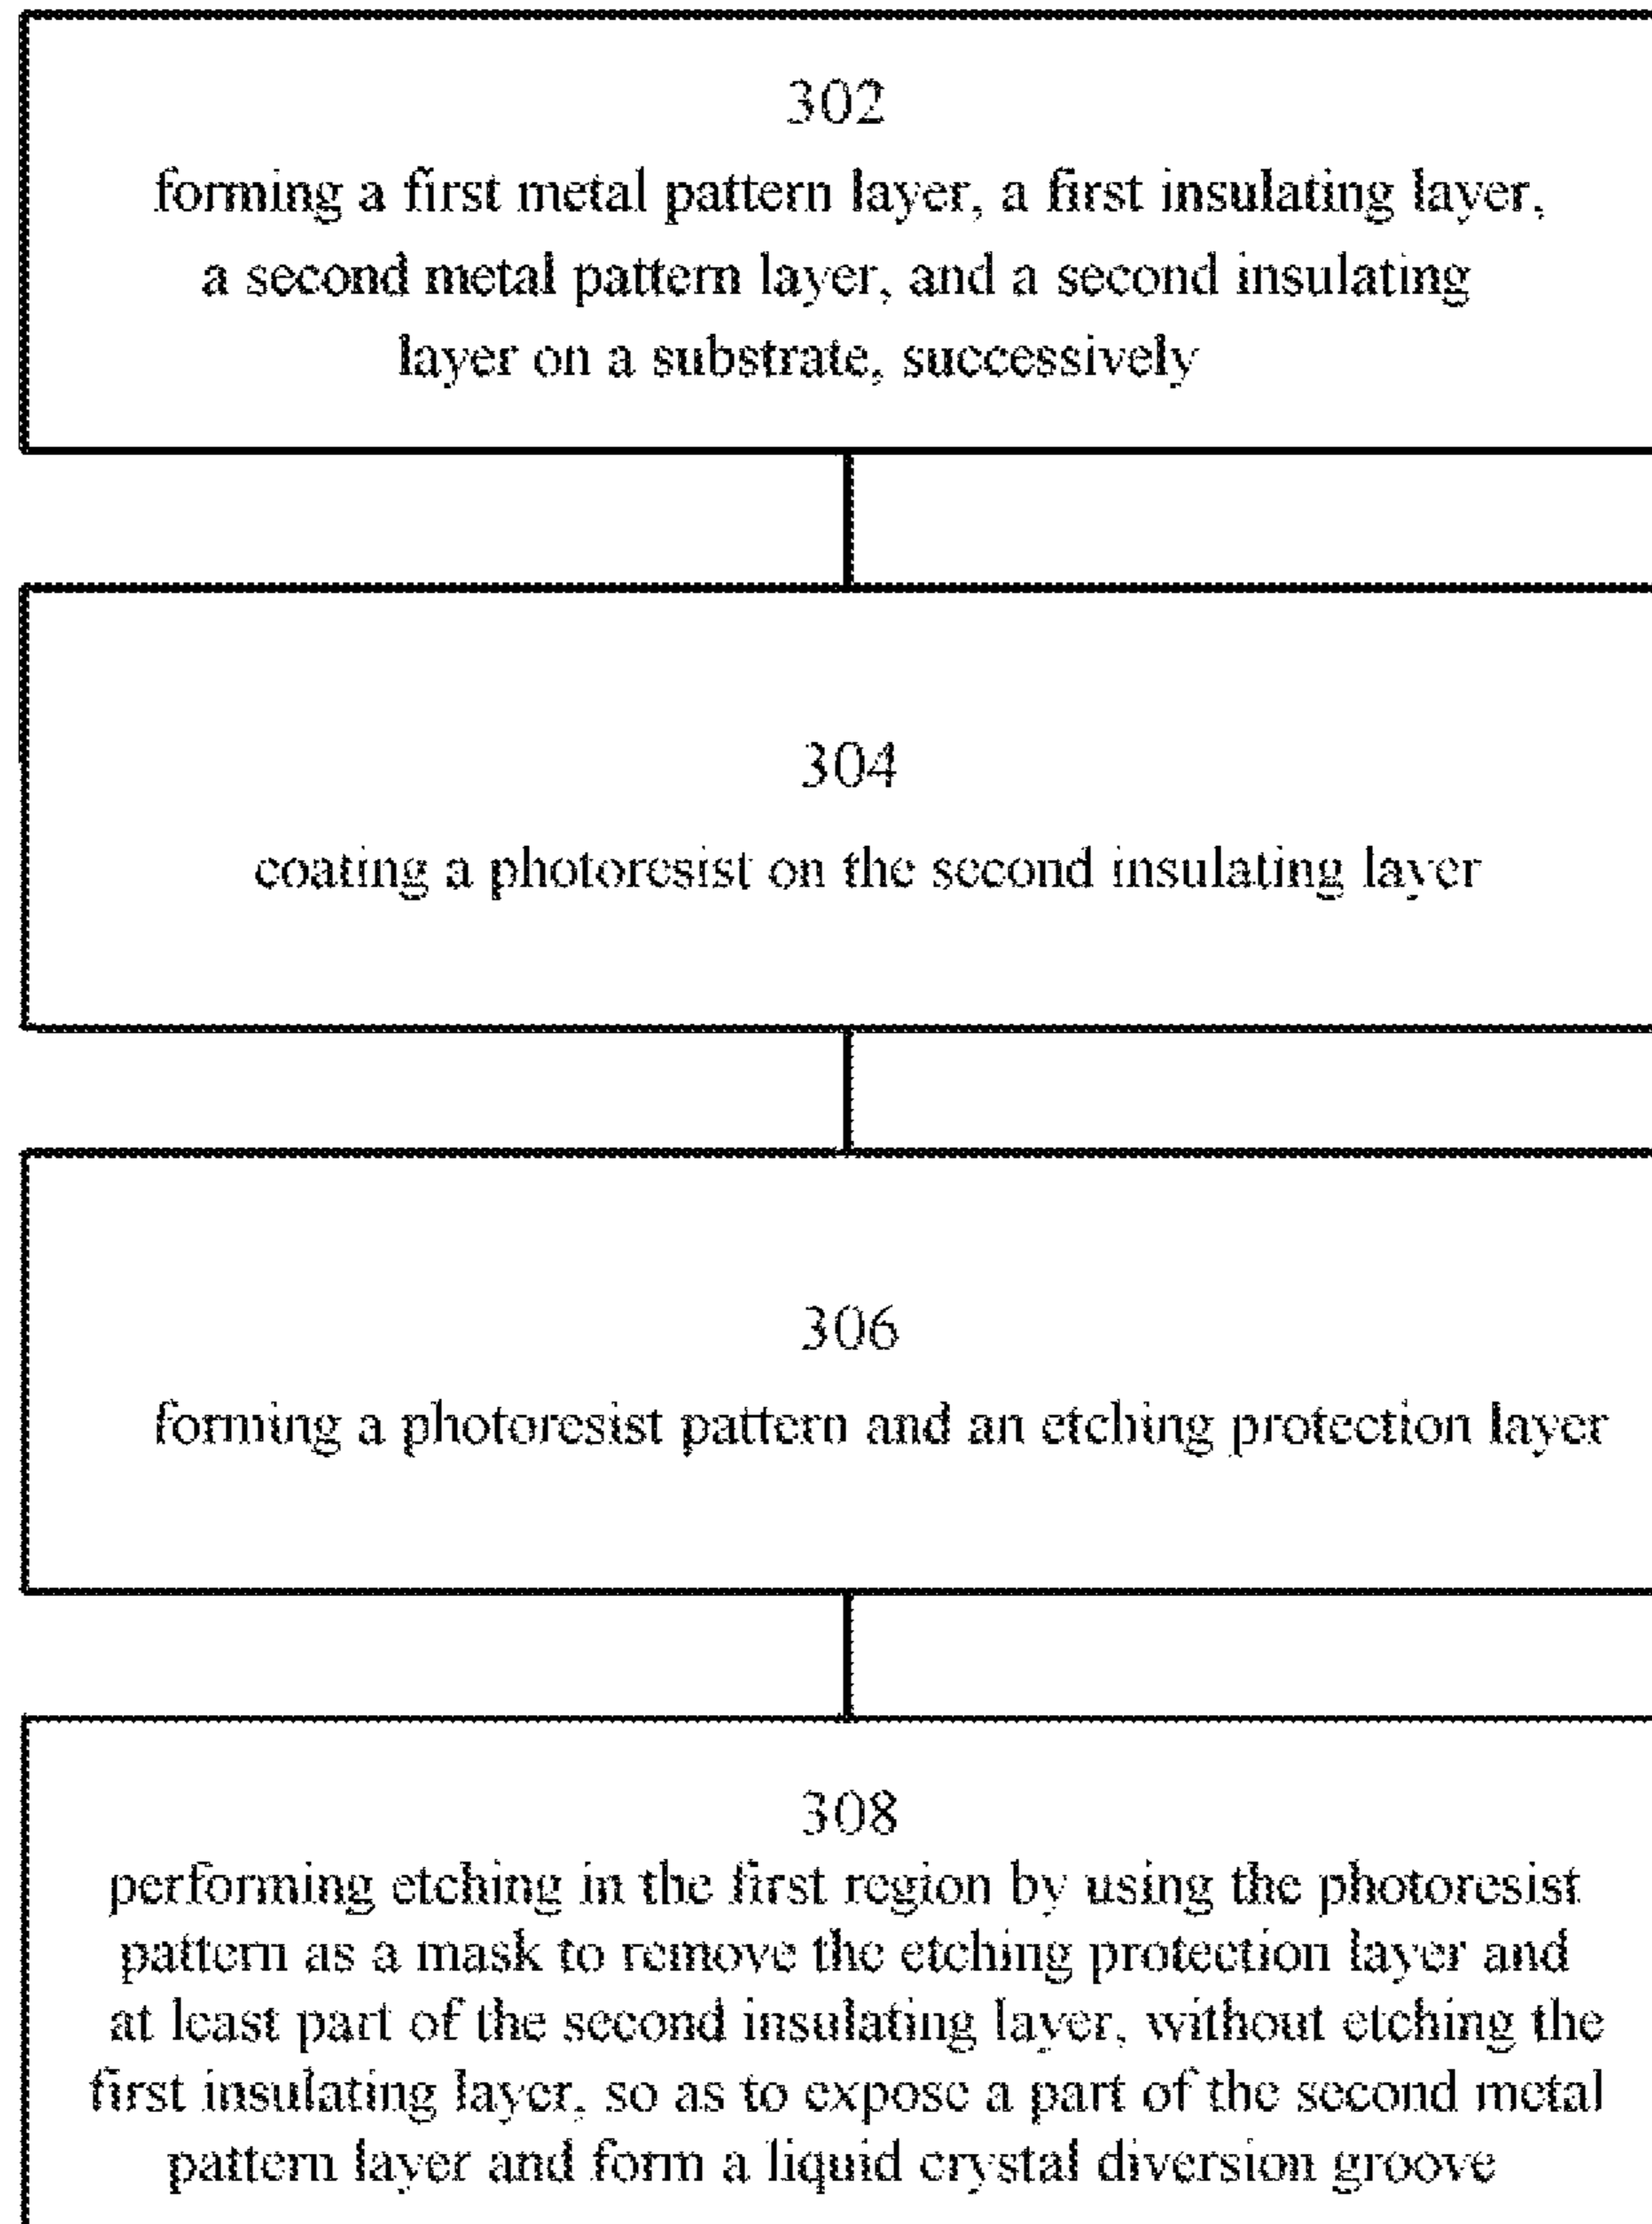 302
forming a first metal pattern layer, a first insulating layer,
a second metal pattern layer, and a second insulating
layer on a substrate, successively
304
coating a photoresist on the second insulating layer
306
forming a photoresist pattern and an etching protection layer
308
performing etching in the first region by using the photoresist
pattern as a mask to remove the etching protection layer and
at least part of the second insulating layer, without etching the
first insulating layer, so as to expose a part of the second metal
pattern layer and form a liquid crystal diversion groove